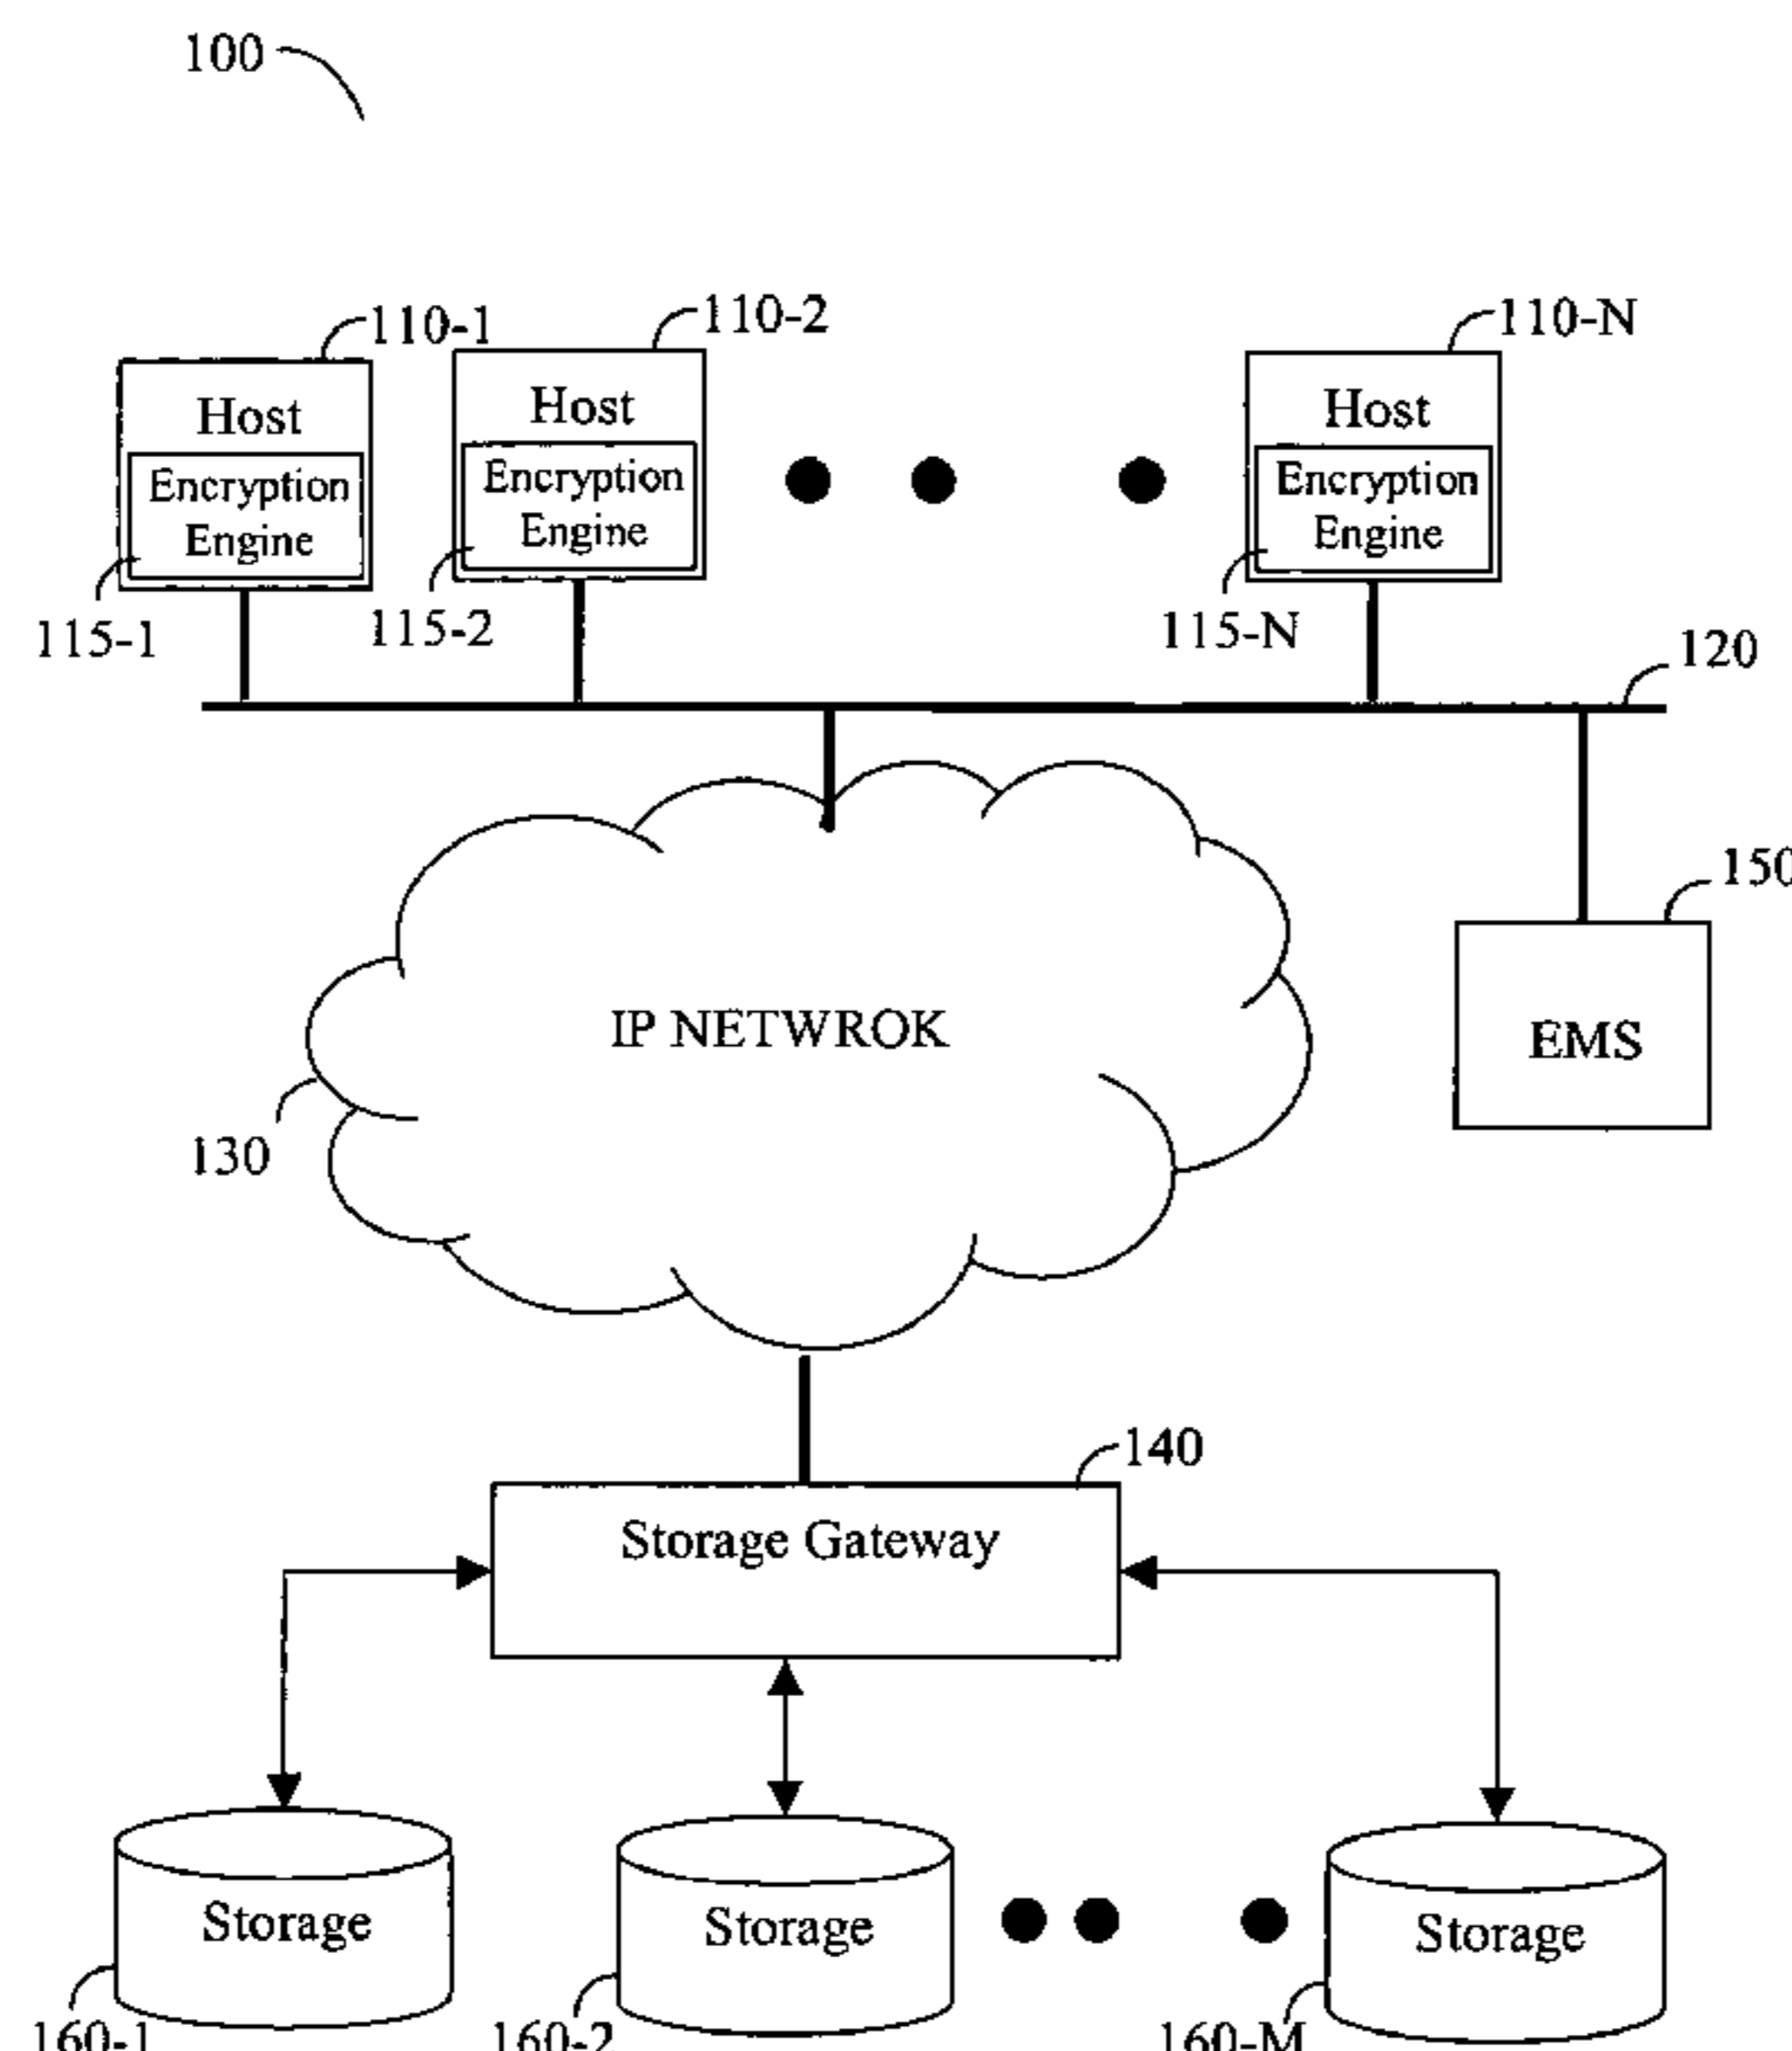 100
110-1
110-2
110-N
Host
Host
Host
Encryption
Engine
Encryption
Engine
Encryption
Engine
115-1
115-2
115-N
120
150
IP NETWROK
EMS
130
140
Storage Gateway
Storage
Storage
Storage
160-1
160-2
160-M